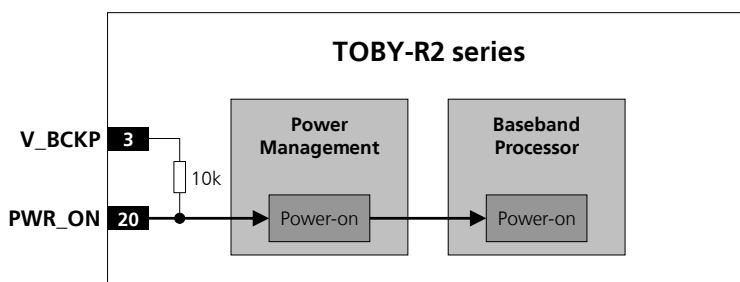 TOBY-R2 series
Power
Management
Baseband
Processor
V_BCKP 3
10k
PWR_ON 20
Power-on
Power-on